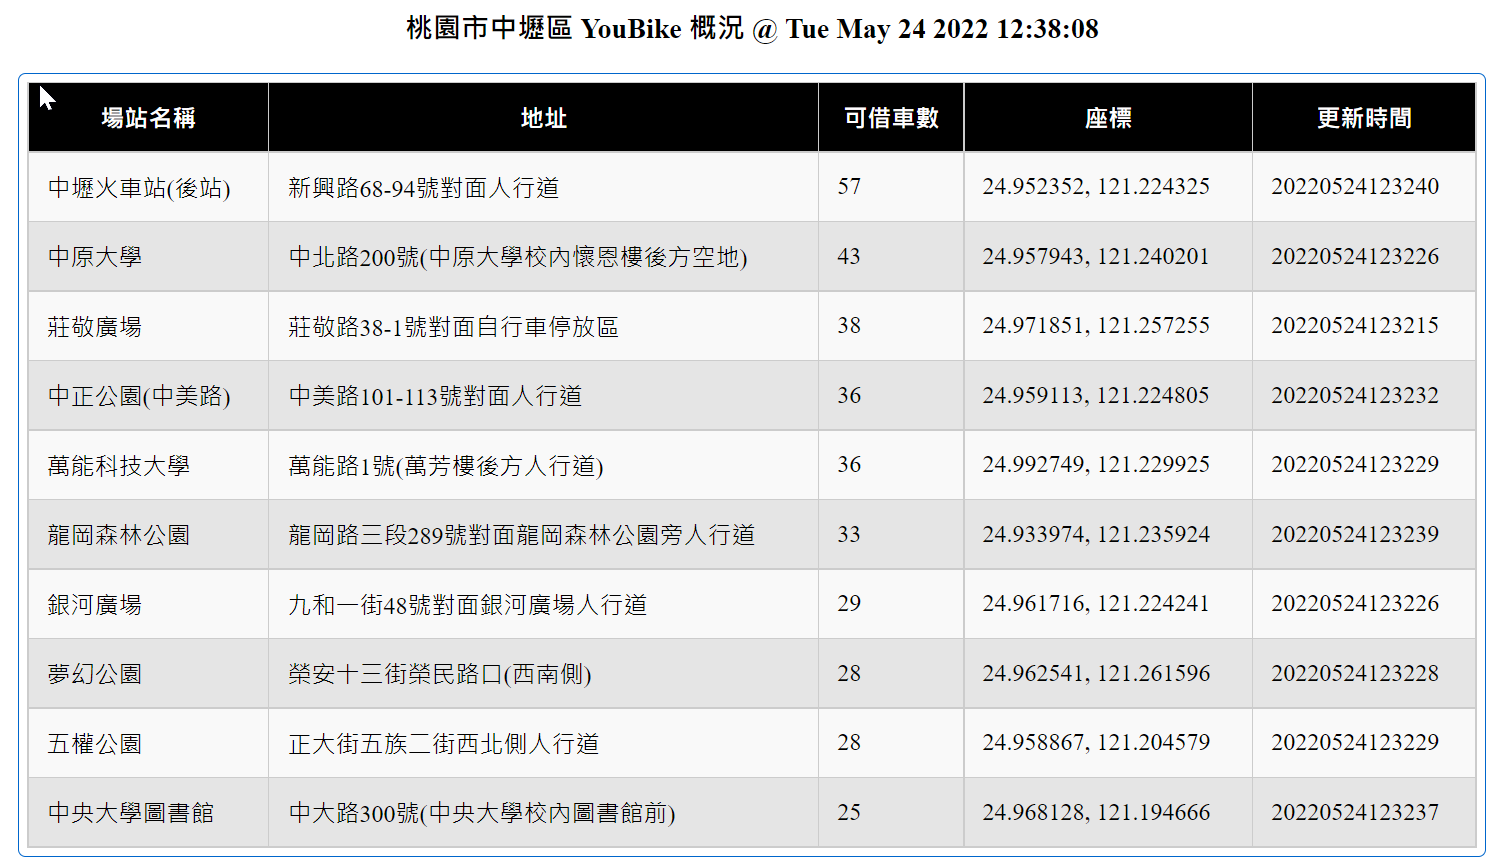 桃園市中壢區 YouBike 概況 @ Tue May 24 2022 12:38:08
場站名稱 地址 可借車數 座標 更新時間
中壢火車站(後站) 新興路68-94號對面人行道 57 24.952352, 121.224325 20220524123240
中原大學 中北路200號(中原大學校內懷恩樓後方空地) 43 24.957943, 121.240201 20220524123226
莊敬廣場 莊敬路38-1號對面自行車停放區 38 24.971851, 121.257255 20220524123215
中正公園(中美路) 中美路101-113號對面人行道 36 24.959113, 121.224805 20220524123232
萬能科技大學 萬能路1號(萬芳樓後方人行道) 36 24.992749, 121.229925 20220524123229
龍岡森林公園 龍岡路三段289號對面龍岡森林公園旁人行道 33 24.933974, 121.235924 20220524123239
銀河廣場 九和一街48號對面銀河廣場人行道 29 24.961716, 121.224241 20220524123226
夢幻公園 榮安十三街榮民路口(西南側) 28 24.962541, 121.261596 20220524123228
五權公園 正大街五族二街西北側人行道 28 24.958867, 121.204579 20220524123229
中央大學圖書館 中大路300號(中央大學校內圖書館前) 25 24.968128, 121.194666 20220524123237